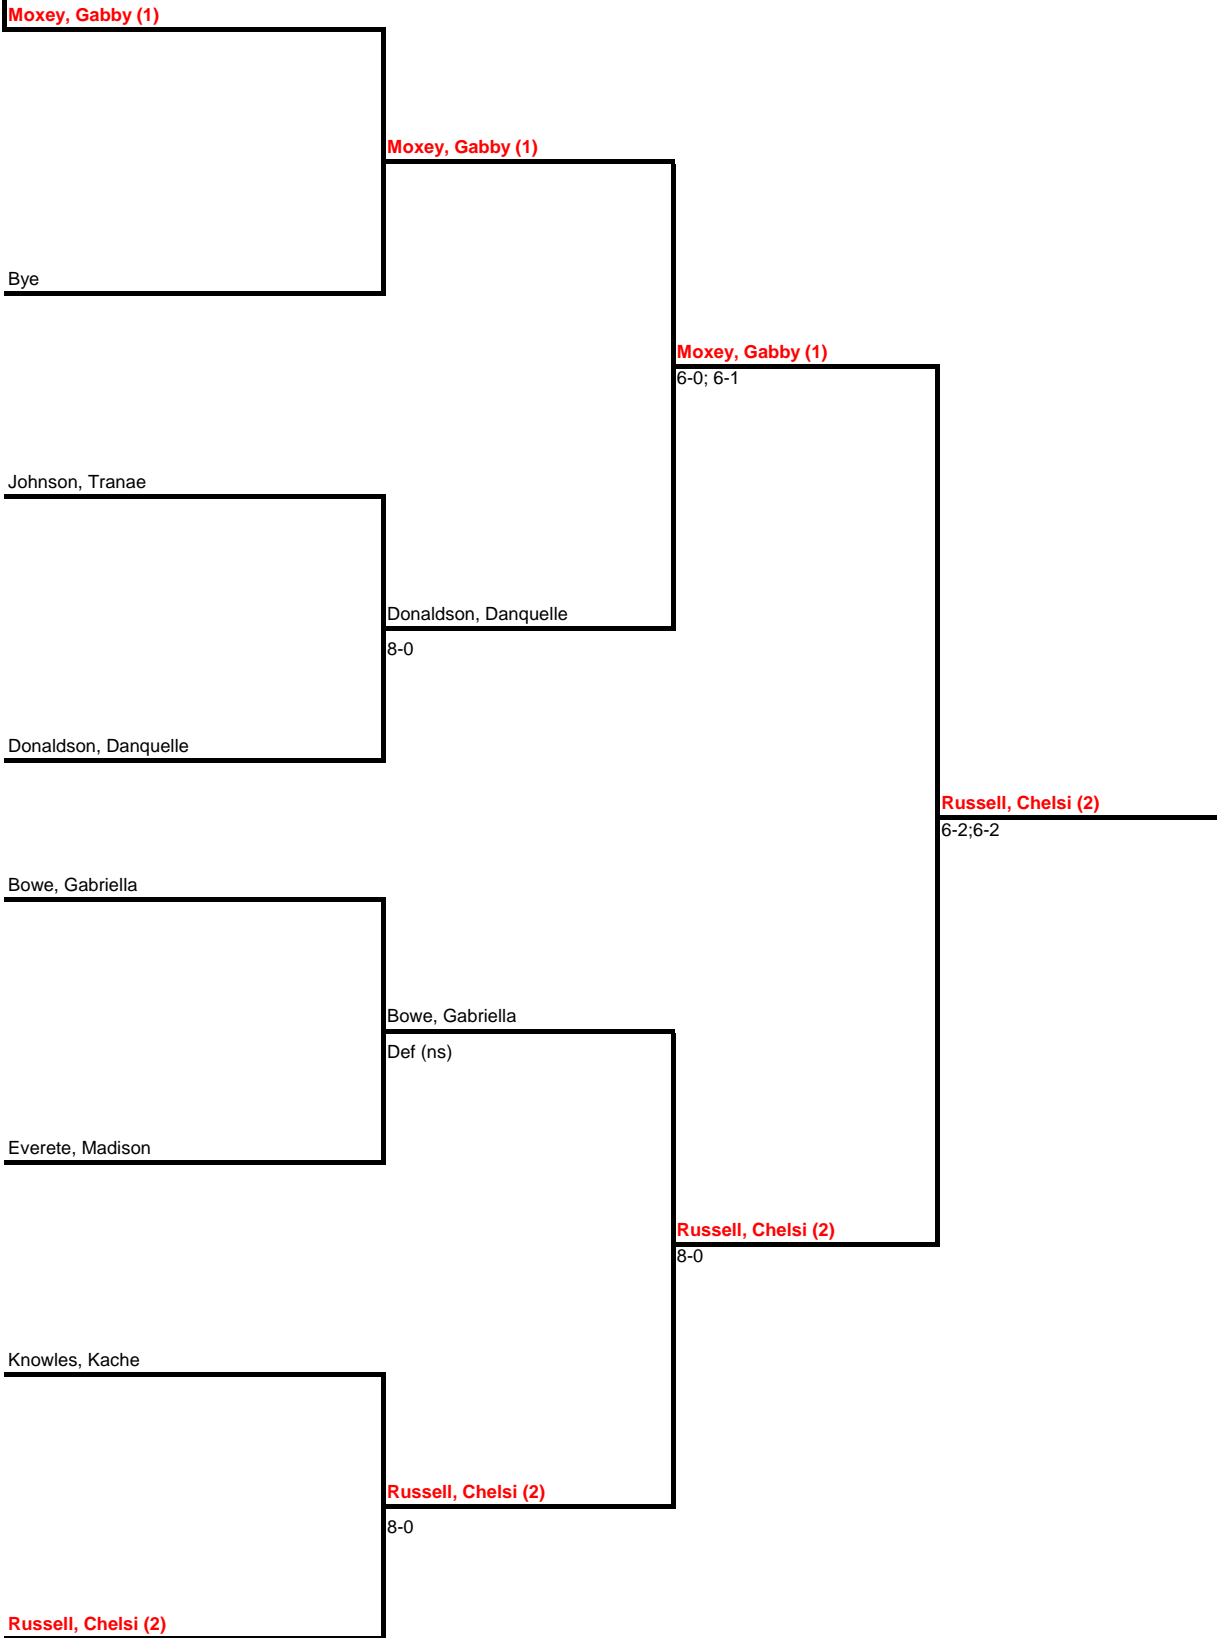 Moxey, Gabby (1)
Moxey, Gabby (1)
Bye
Moxey, Gabby (1)
6-0; 6-1
Johnson, Tranae
Donaldson, Danquelle
8-0
Donaldson, Danquelle
Russell, Chelsi (2)
6-2;6-2
Bowe, Gabriella
Bowe, Gabriella
Def (ns)
Everete, Madison
Russell, Chelsi (2)
8-0
Knowles, Kache
Russell, Chelsi (2)
8-0
Russell, Chelsi (2)